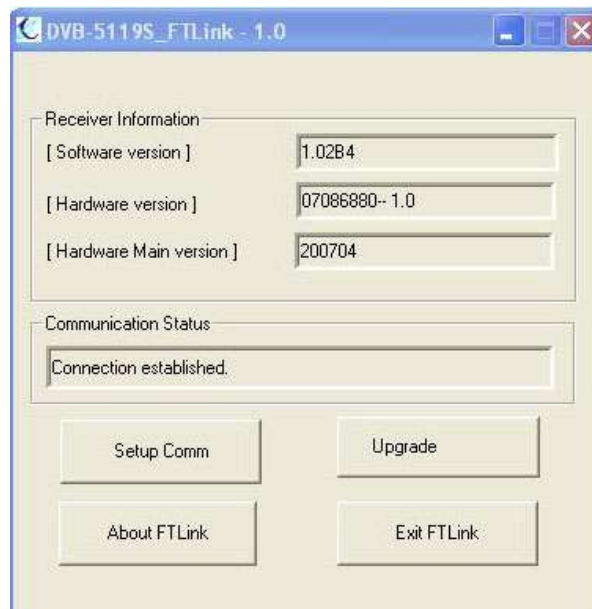 DVB-5119S_FTLink - 1.0
Receiver Information
[ Software version ] 1.02B4
[ Hardware version ] 07086880-- 1.0
[ Hardware Main version ] 200704
Communication Status
Connection established.
Setup Comm Upgrade
About FTLink Exit FTLink